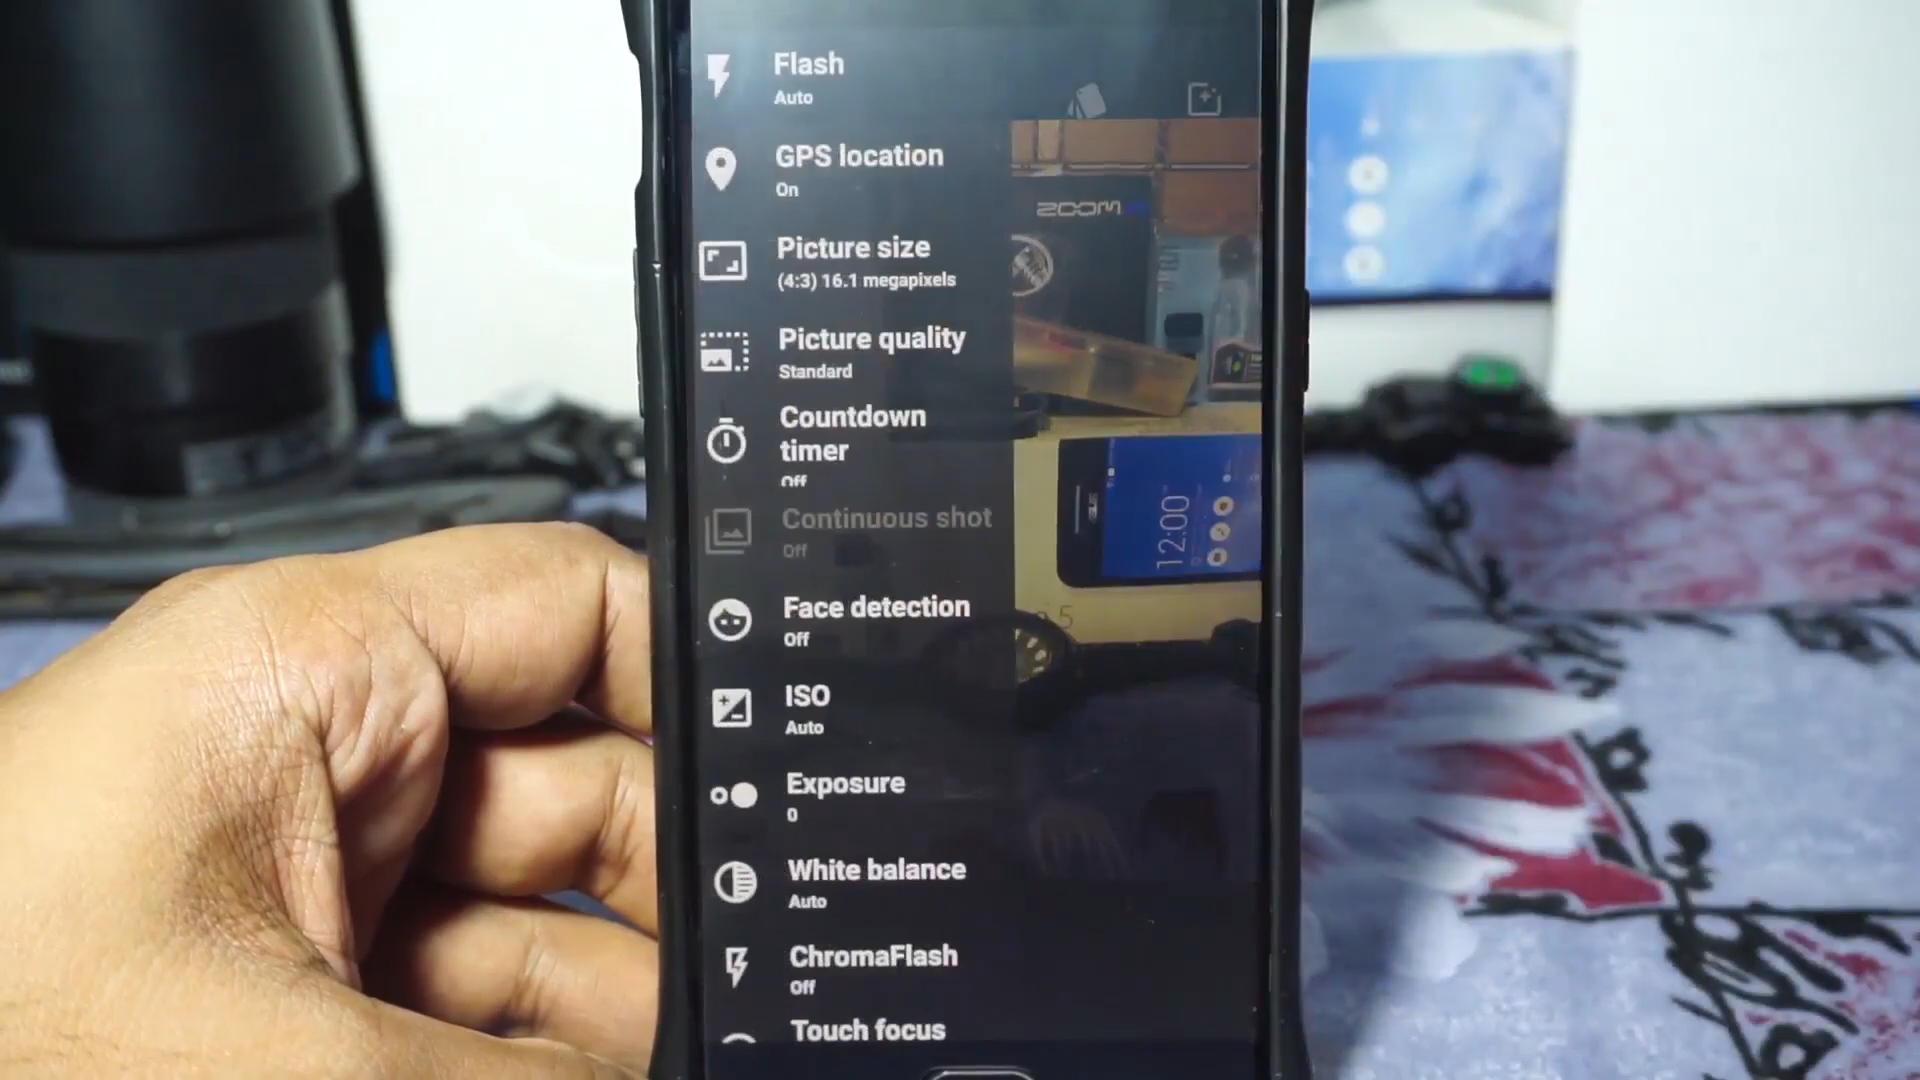 Flash
Auto
GPS location
On
ZOOM
Picture size
(4:3) 16.1 megapixels
Picture quality
Standard
Countdown
timer
Off
12:00
Continuous shot
Off
Face detection
Off
5
ISO
Auto
Exposure
0
White balance
Auto
ChromaFlash
Off
Touch focus